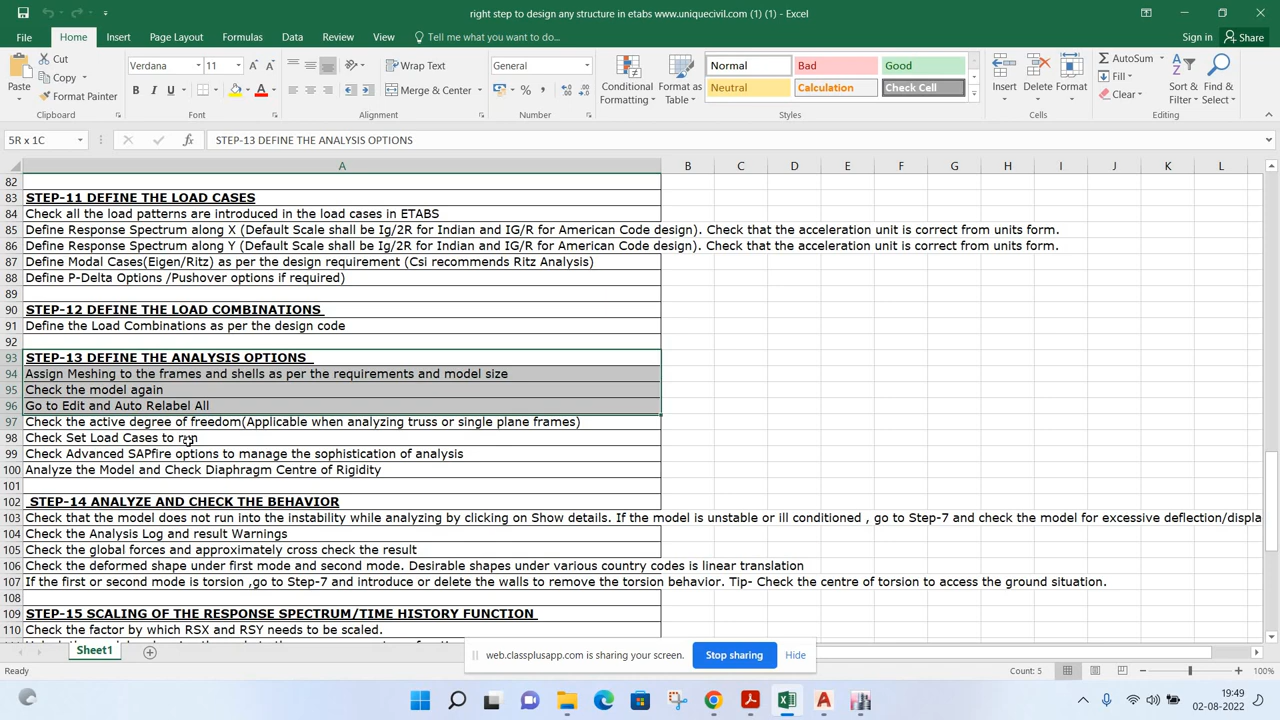 right step to design any structure in etabs www.uniquecivil.com (1) (1) - Excel
File Home Insert Page Layout Formulas Data Review View Tell me what you want to do... Sign in Share
Paste Cut Copy Format Painter Clipboard
Verdana 11 B I U A A A Font
Wrap Text Merge & Center Alignment
General % , Number
Conditional Formatting Format as Table
Normal Bad Good
Neutral Calculation Check Cell
Styles
Insert Delete Format Cells
AutoSum Fill Clear Sort & Filter Find & Select Editing
5R x 1C fx STEP-13 DEFINE THE ANALYSIS OPTIONS
A B C D E F G H I J K L
82
83 STEP-11 DEFINE THE LOAD CASES
84 Check all the load patterns are introduced in the load cases in ETABS
85 Define Response Spectrum along X (Default Scale shall be Ig/2R for Indian and IG/R for American Code design). Check that the acceleration unit is correct from units form.
86 Define Response Spectrum along Y (Default Scale shall be Ig/2R for Indian and IG/R for American Code design). Check that the acceleration unit is correct from units form.
87 Define Modal Cases(Eigen/Ritz) as per the design requirement (Csi recommends Ritz Analysis)
88 Define P-Delta Options /Pushover options if required)
89
90 STEP-12 DEFINE THE LOAD COMBINATIONS
91 Define the Load Combinations as per the design code
92
93 STEP-13 DEFINE THE ANALYSIS OPTIONS
94 Assign Meshing to the frames and shells as per the requirements and model size
95 Check the model again
96 Go to Edit and Auto Relabel All
97 Check the active degree of freedom(Applicable when analyzing truss or single plane frames)
98 Check Set Load Cases to run
99 Check Advanced SAPfire options to manage the sophistication of analysis
100 Analyze the Model and Check Diaphragm Centre of Rigidity
101
102 STEP-14 ANALYZE AND CHECK THE BEHAVIOR
103 Check that the model does not run into the instability while analyzing by clicking on Show details. If the model is unstable or ill conditioned , go to Step-7 and check the model for excessive deflection/displa
104 Check the Analysis Log and result Warnings
105 Check the global forces and approximately cross check the result
106 Check the deformed shape under first mode and second mode. Desirable shapes under various country codes is linear translation
107 If the first or second mode is torsion ,go to Step-7 and introduce or delete the walls to remove the torsion behavior. Tip- Check the centre of torsion to access the ground situation.
108
109 STEP-15 SCALING OF THE RESPONSE SPECTRUM/TIME HISTORY FUNCTION
110 Check the factor by which RSX and RSY needs to be scaled.
Sheet1
web.classplusapp.com is sharing your screen. Stop sharing Hide
Ready Count: 5 100%
19:49
02-08-2022